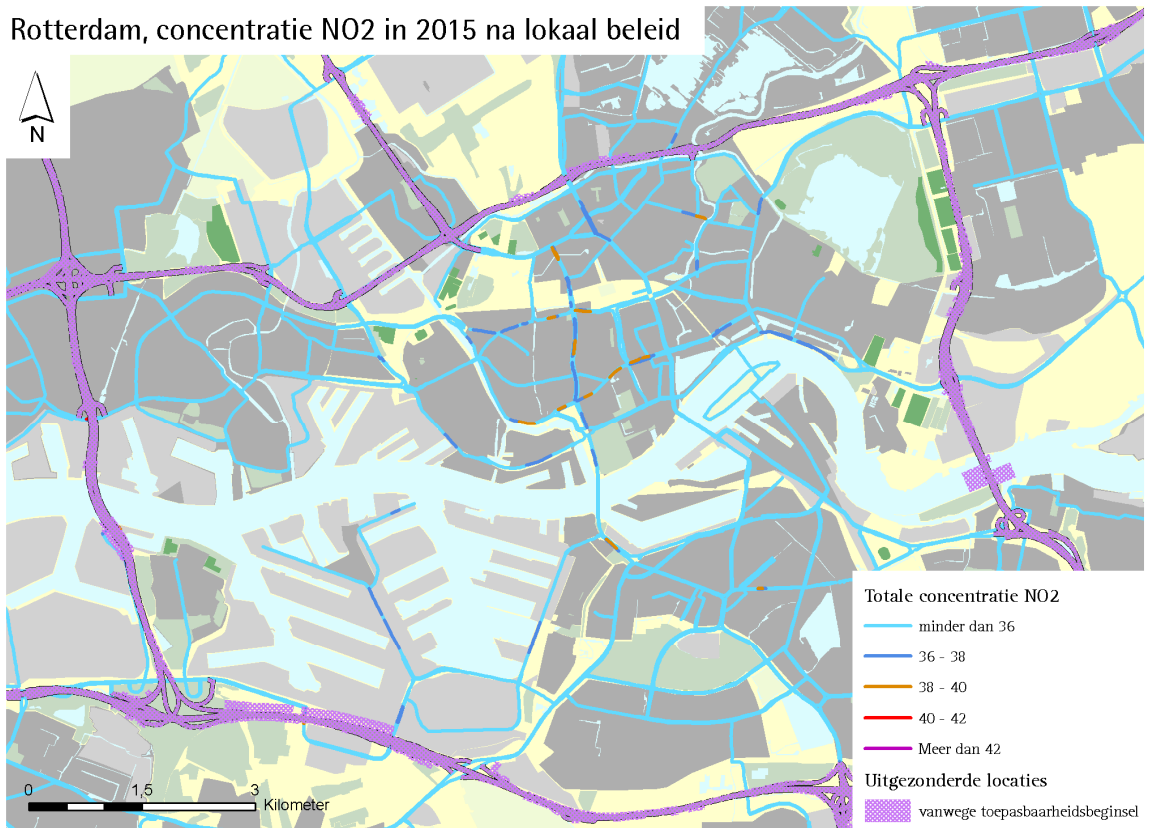 Rotterdam, concentratie NO2 in 2015 na lokaal beleid
N
Totale concentratie NO2
minder dan 36
36 - 38
38 - 40
40 - 42
Meer dan 42
Uitgezonderde locaties
vanwege toepasbaarheidsbeginsel
0 1,5 3
Kilometer